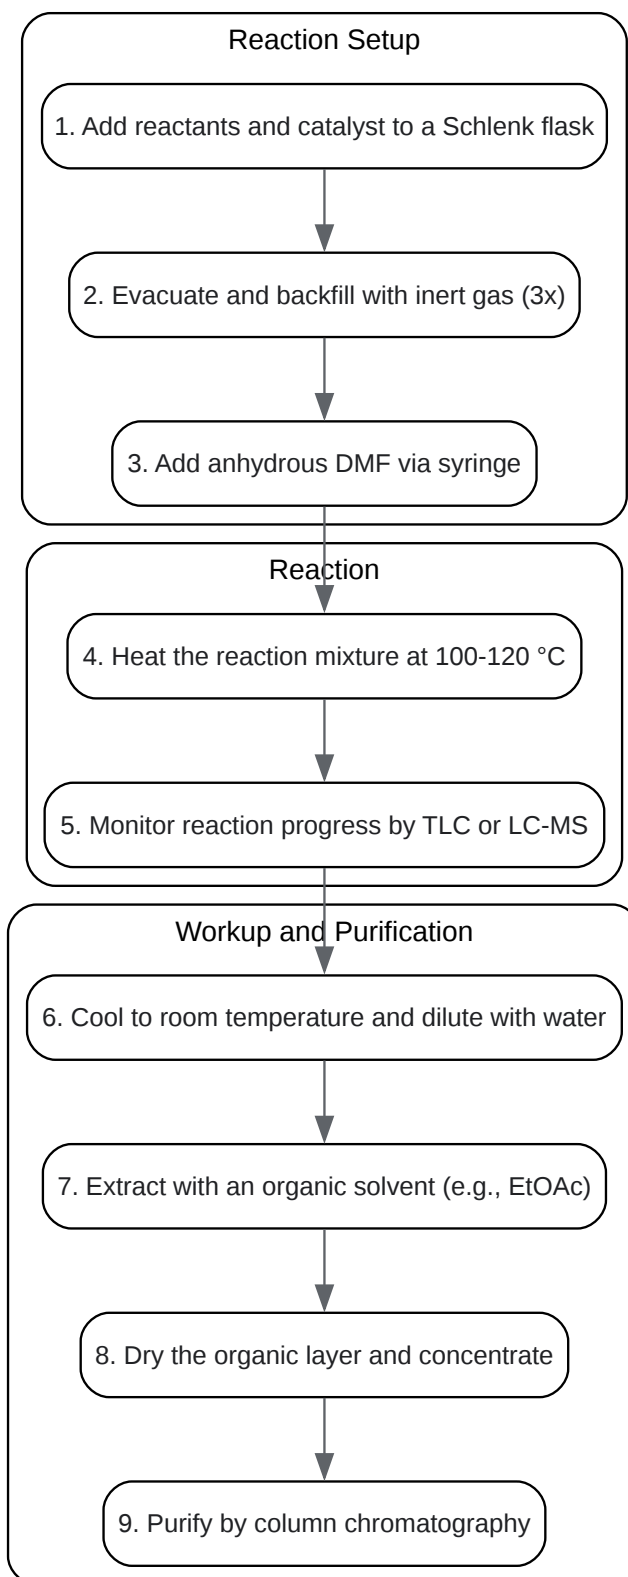 Reaction Setup
1. Add reactants and catalyst to a Schlenk flask
2. Evacuate and backfill with inert gas (3x)
3. Add anhydrous DMF via syringe
Reaction
4. Heat the reaction mixture at 100-120 °C
5. Monitor reaction progress by TLC or LC-MS
Workup and Purification
6. Cool to room temperature and dilute with water
7. Extract with an organic solvent (e.g., EtOAc)
8. Dry the organic layer and concentrate
9. Purify by column chromatography